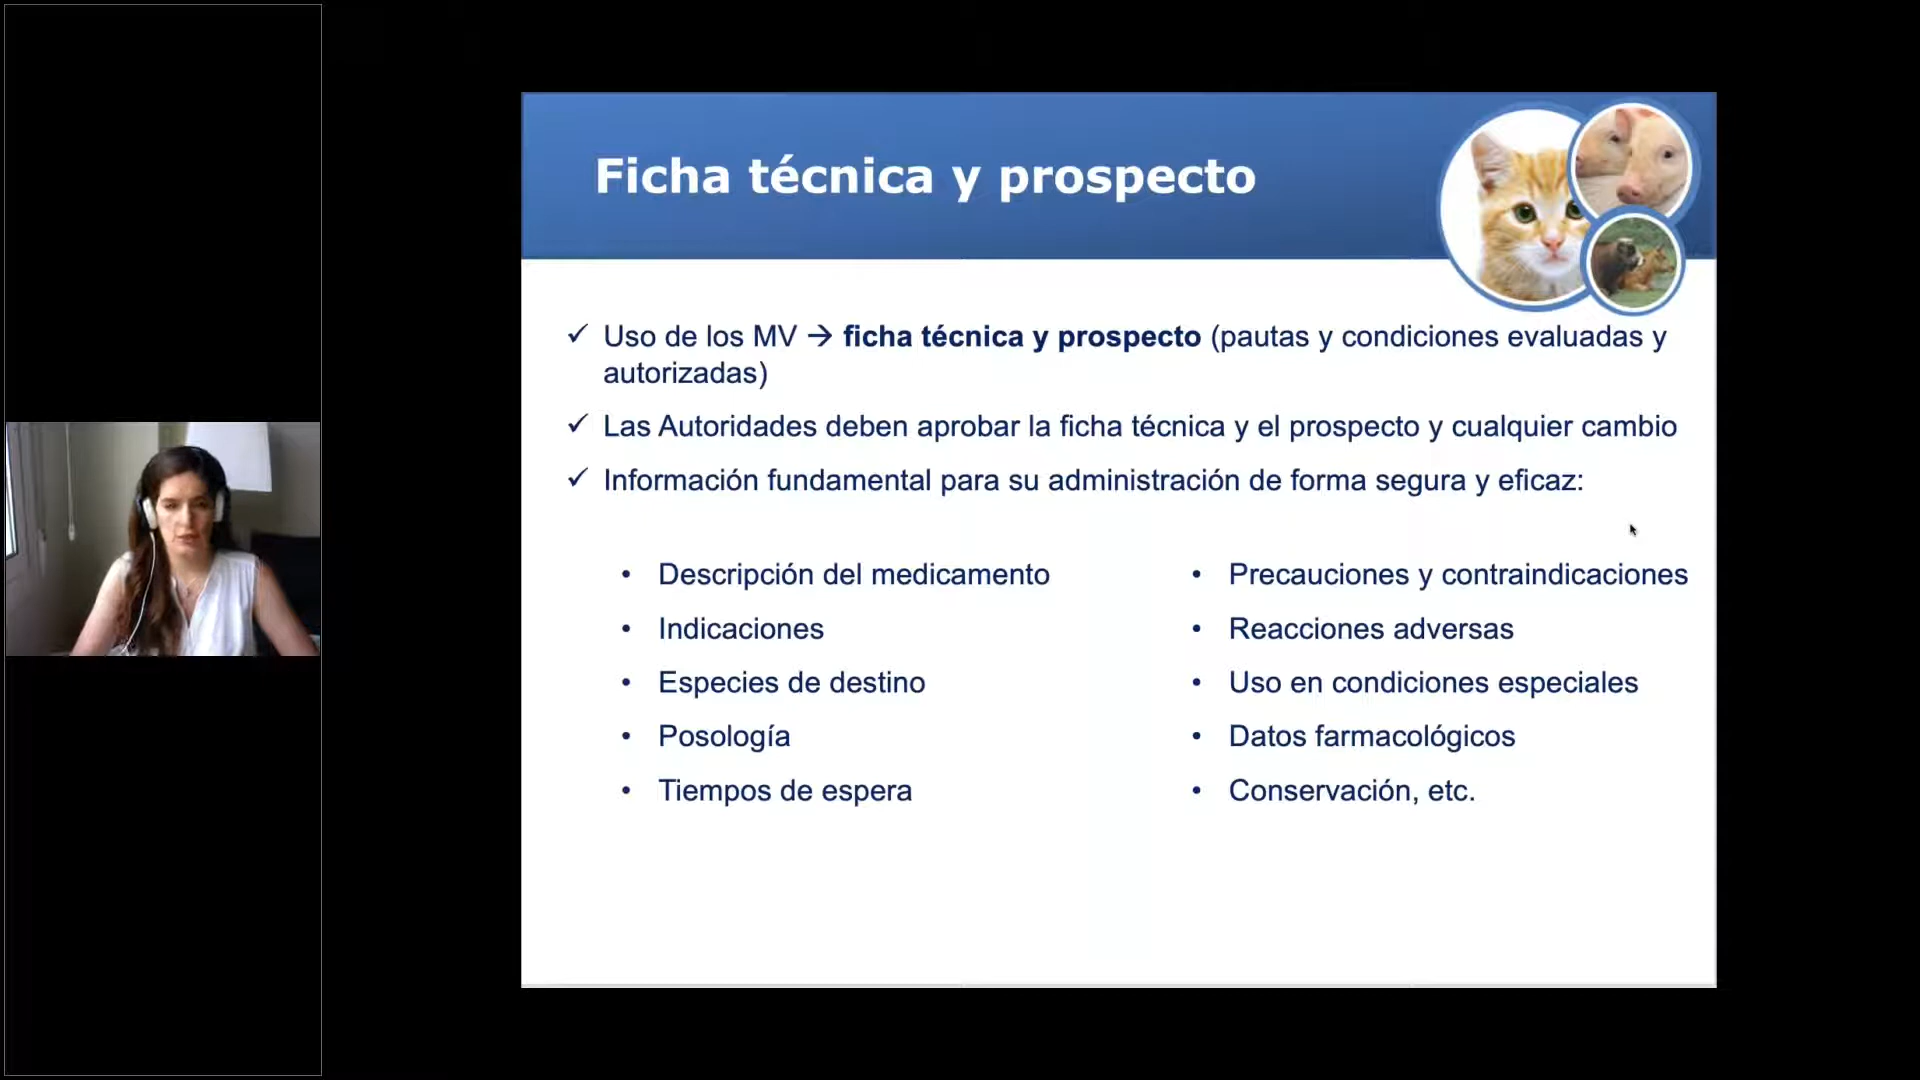 Ficha técnica y prospecto
✓ Uso de los MV → ficha técnica y prospecto (pautas y condiciones evaluadas y
autorizadas)
✓ Las Autoridades deben aprobar la ficha técnica y el prospecto y cualquier cambio
✓ Información fundamental para su administración de forma segura y eficaz:
• Descripción del medicamento
• Indicaciones
• Especies de destino
• Posología
• Tiempos de espera
• Precauciones y contraindicaciones
• Reacciones adversas
• Uso en condiciones especiales
• Datos farmacológicos
• Conservación, etc.